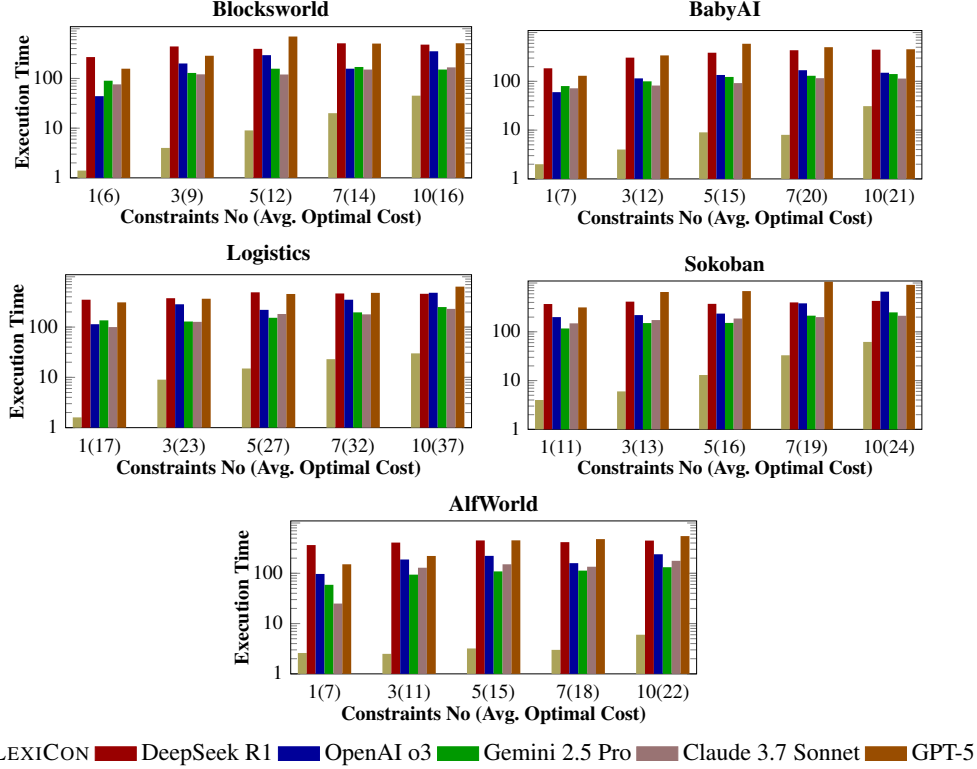 Blocksworld
Execution Time
100
10
1
1(6) 3(9) 5(12) 7(14) 10(16)
Constraints No (Avg. Optimal Cost)
BabyAI
Execution Time
100
10
1
1(7) 3(12) 5(15) 7(20) 10(21)
Constraints No (Avg. Optimal Cost)
Logistics
Execution Time
100
10
1
1(17) 3(23) 5(27) 7(32) 10(37)
Constraints No (Avg. Optimal Cost)
Sokoban
Execution Time
100
10
1
1(11) 3(13) 5(16) 7(19) 10(24)
Constraints No (Avg. Optimal Cost)
AlfWorld
Execution Time
100
10
1
1(7) 3(11) 5(15) 7(18) 10(22)
Constraints No (Avg. Optimal Cost)
EXICON DeepSeek R1 OpenAI o3 Gemini 2.5 Pro Claude 3.7 Sonnet GPT-5